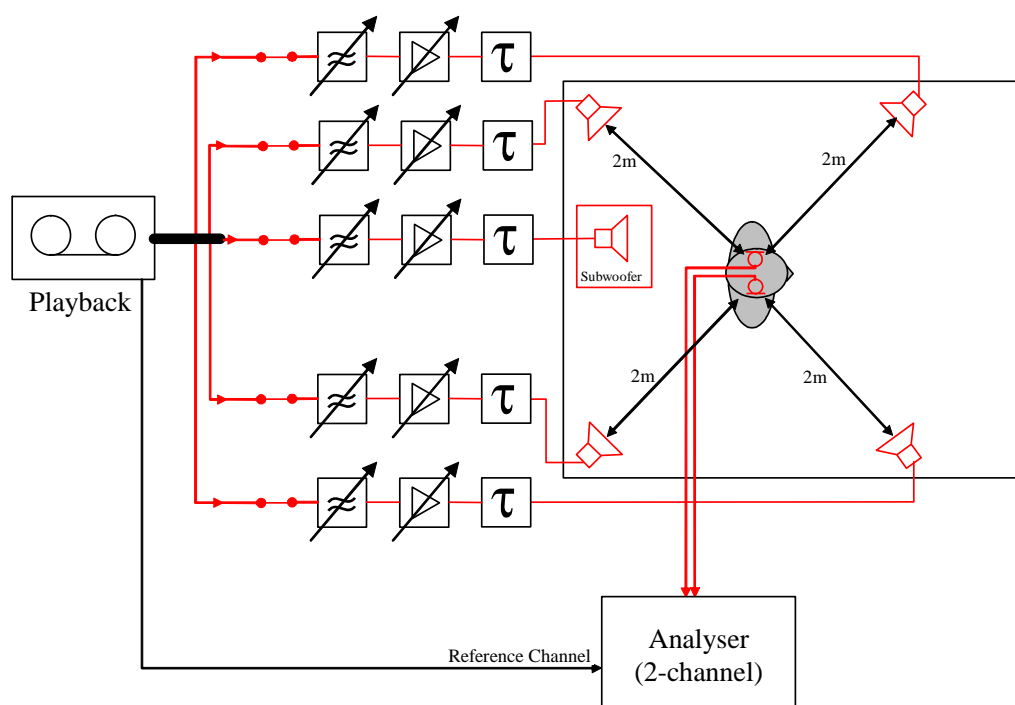 τ
τ
2m
2m
τ
Subwoofer
Playback
2m
2m
τ
τ
Reference Channel
Analyser
(2-channel)